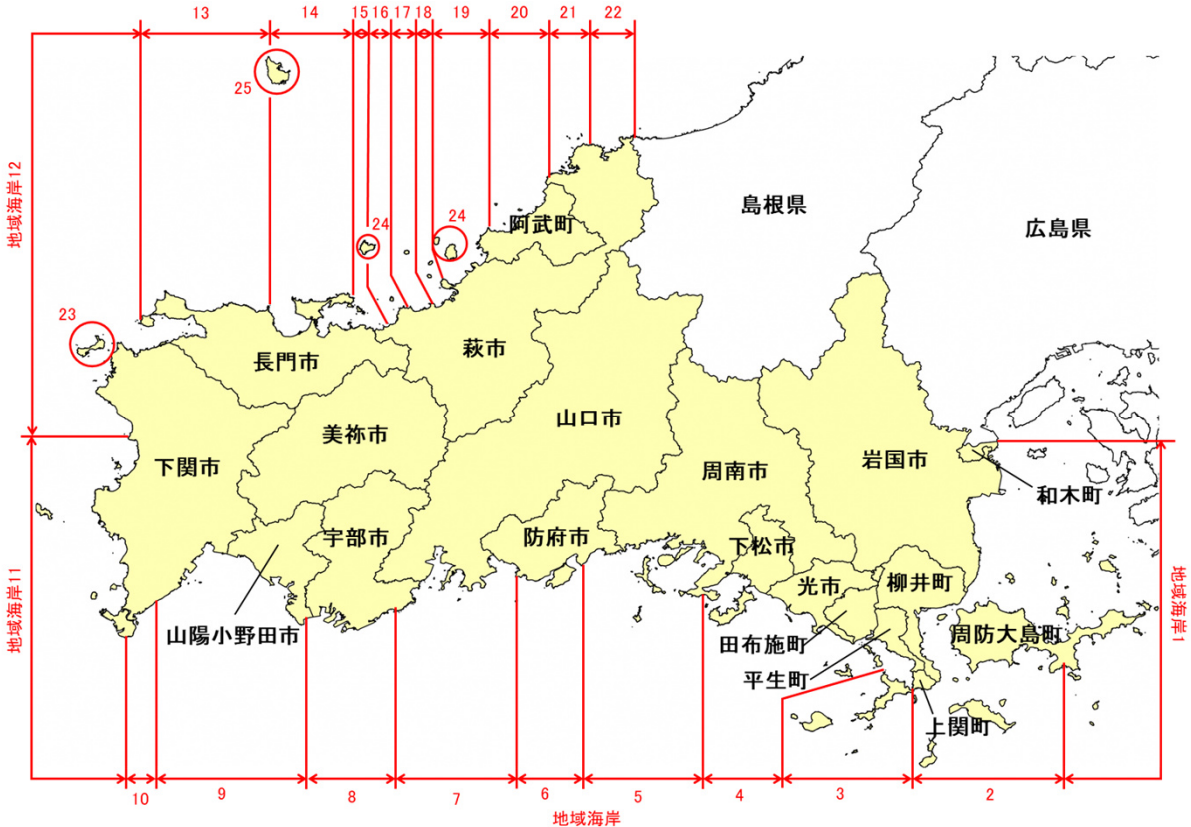 13
14
15
16
17
18
19
20
21
22
25
地域海岸12
24
24
23
島根県
広島県
阿武町
萩市
長門市
山口市
美祢市
下関市
周南市
岩国市
和木町
宇部市
防府市
下松市
光市
柳井町
周防大島町
山陽小野田市
田布施町
平生町
上関町
地域海岸11
地域海岸1
10
9
8
7
6
5
4
3
2
地域海岸